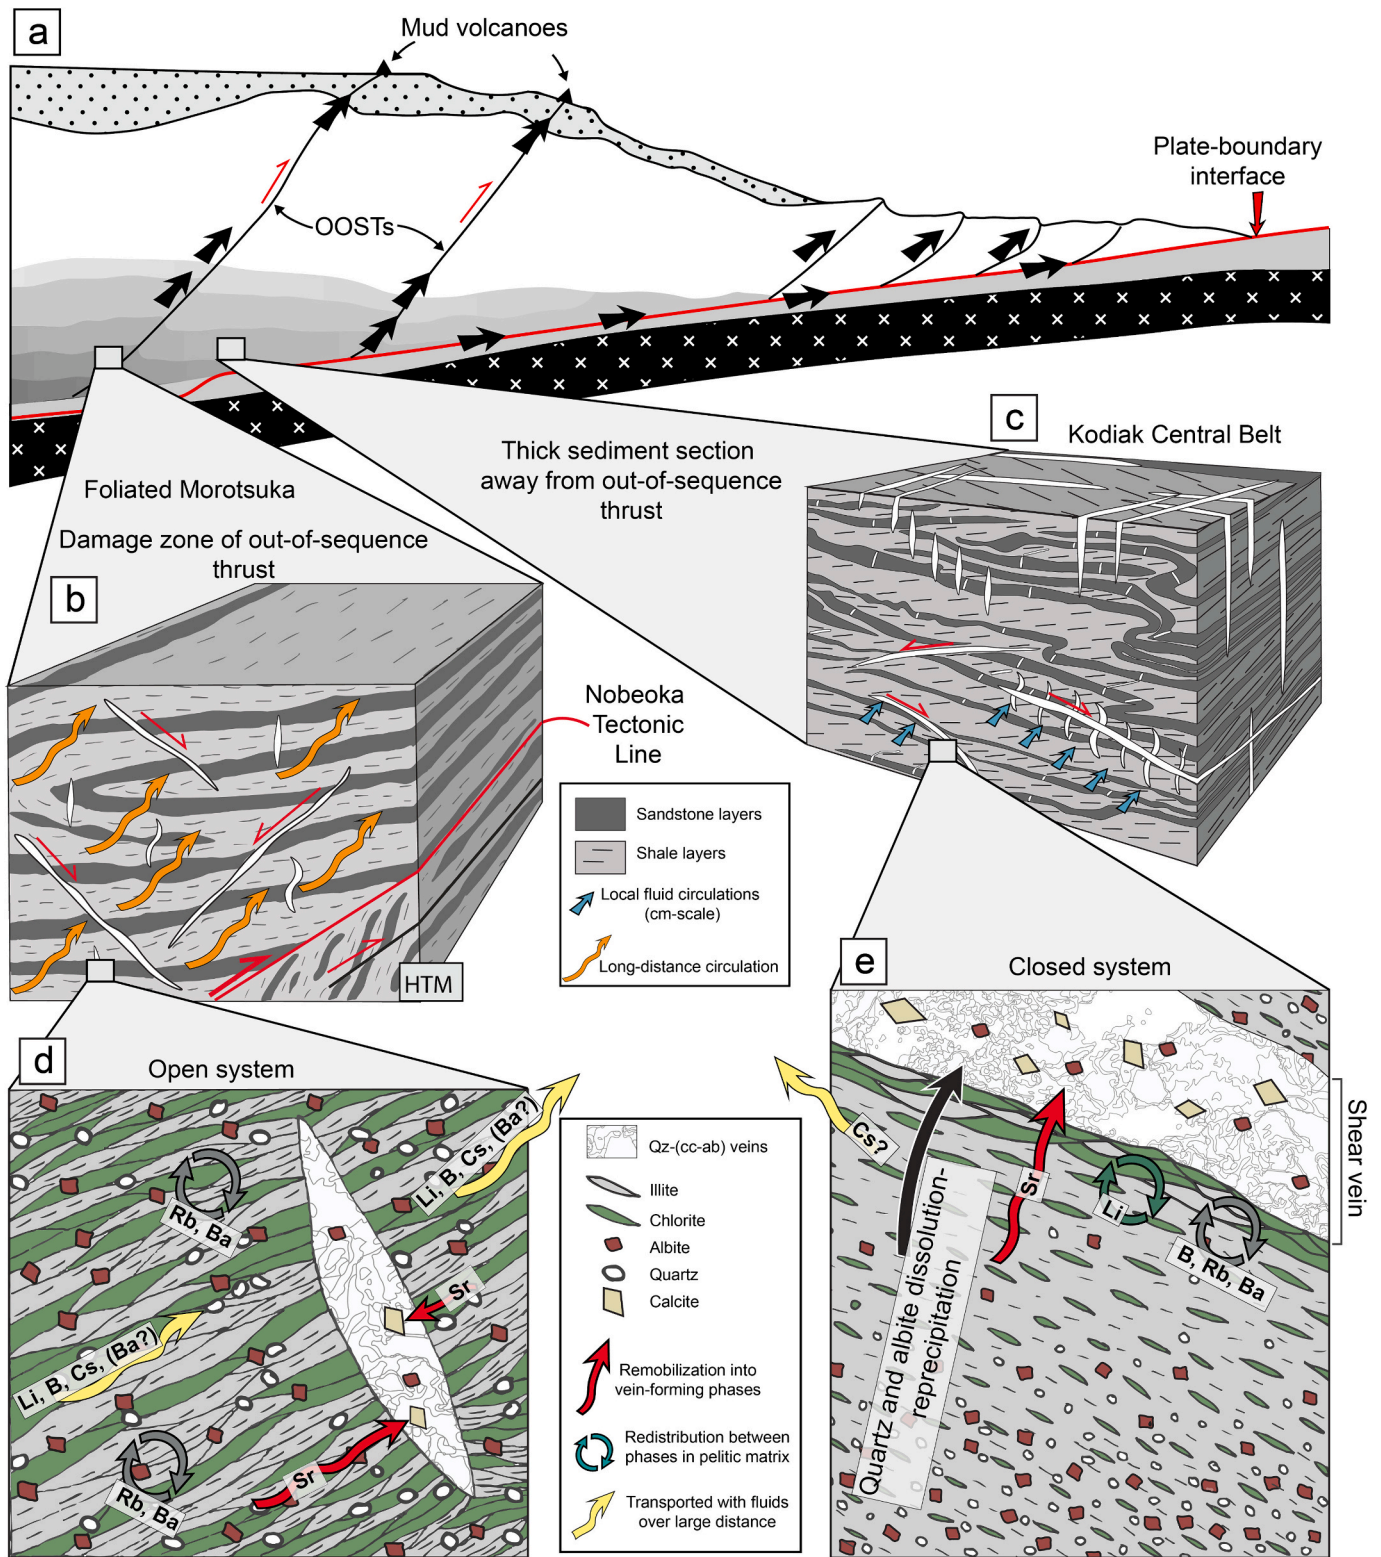 a
Mud volcanoes
Plate-boundary
interface
OOSTs
c
Kodiak Central Belt
Thick sediment section
away from out-of-sequence
thrust
Foliated Morotsuka
Damage zone of out-of-sequence
thrust
b
Nobeoka
Tectonic
Line
HTM
Sandstone layers
Shale layers
Local fluid circulations
(cm-scale)
Long-distance circulation
d
Open system
Li, B, Cs, (Ba?)
Rb, Ba
Sr
Li, B, Cs, (Ba?)
Rb, Ba
Sr
Qz-(cc-ab) veins
Illite
Chlorite
Albite
Quartz
Calcite
Remobilization into
vein-forming phases
Redistribution between
phases in pelitic matrix
Transported with fluids
over large distance
e
Closed system
Cs?
Sr
Li
B, Rb, Ba
Quartz and albite dissolution-
reprecipitation
Shear vein